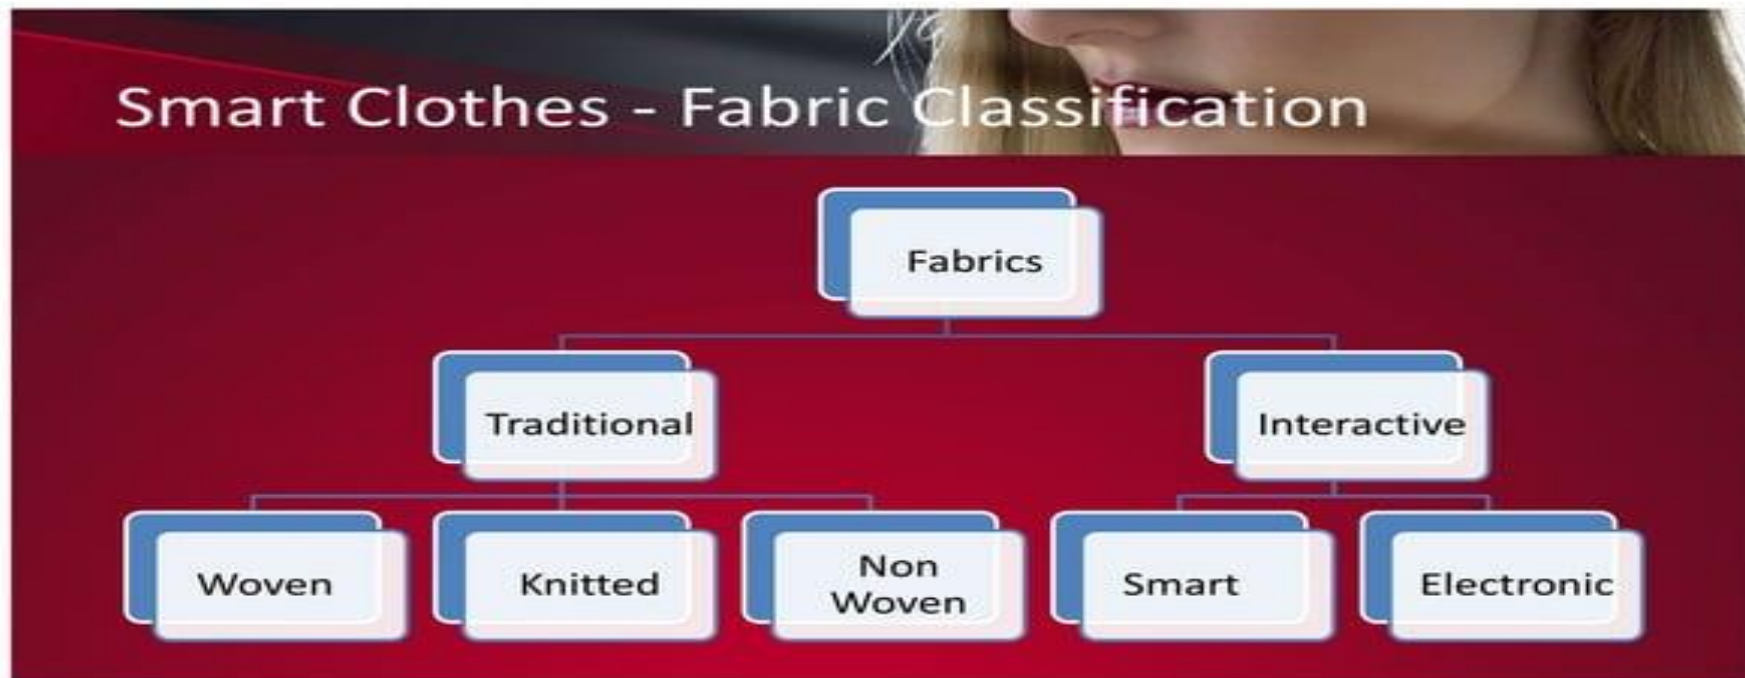 Smart Clothes - Fabric Classification
Fabrics
Traditional
Interactive
Woven
Knitted
Non
Woven
Smart
Electronic